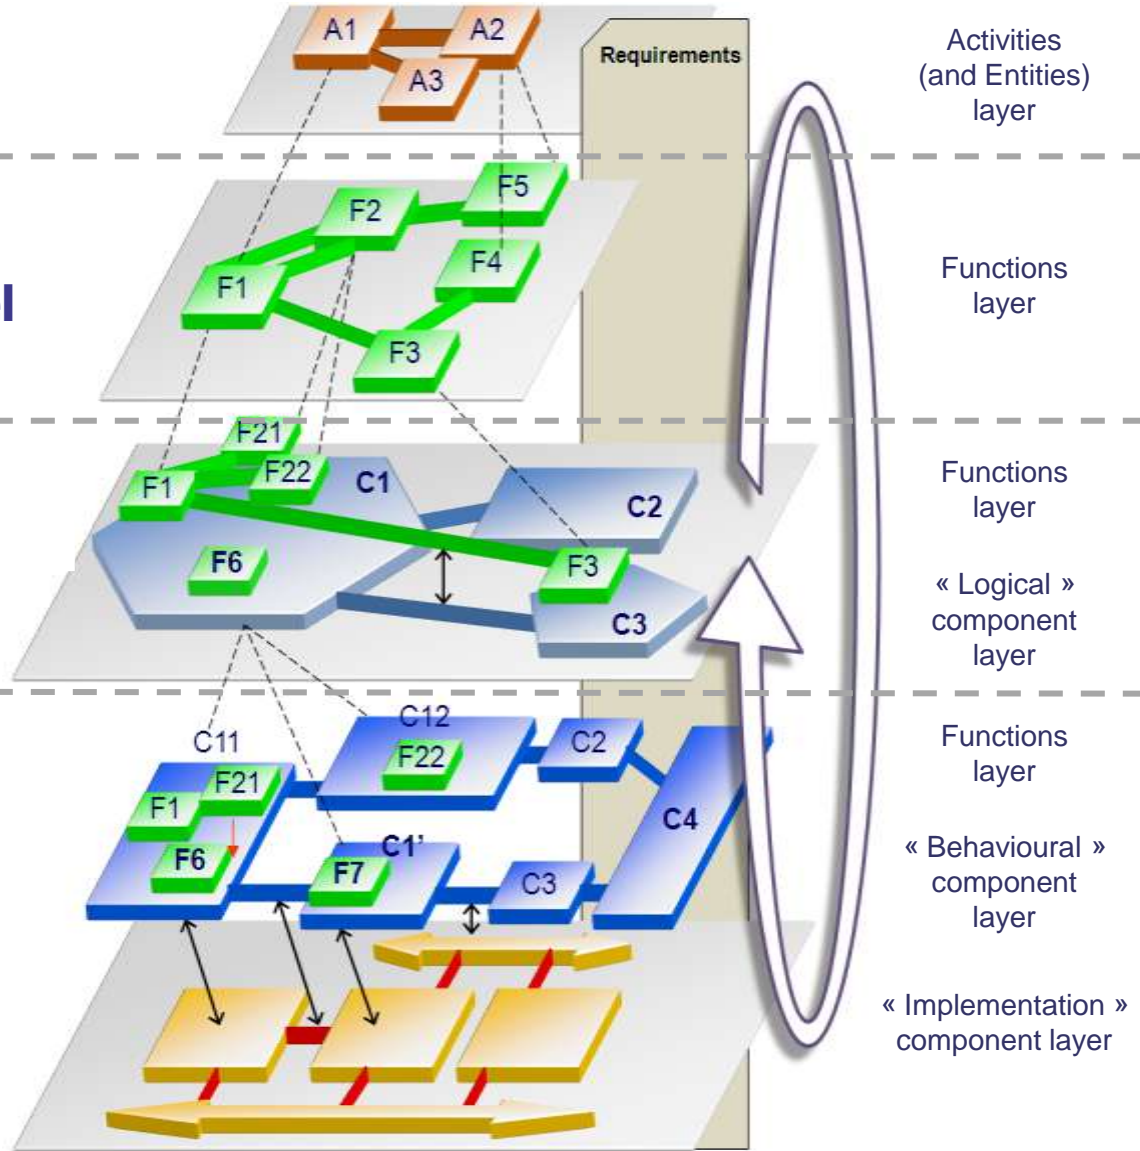 A1
A2
A3
Requirements
Activities
(and Entities)
layer
F5
F2
F4
F1
F3
Functions
layer
F21
F22
F1
C1
C2
F6
F3
C3
Functions
layer
« Logical »
component
layer
C11
C12
F22
C2
F21
F1
F6
C1’
F7
C3
C4
Functions
layer
« Behavioural »
component
layer
« Implementation »
component layer